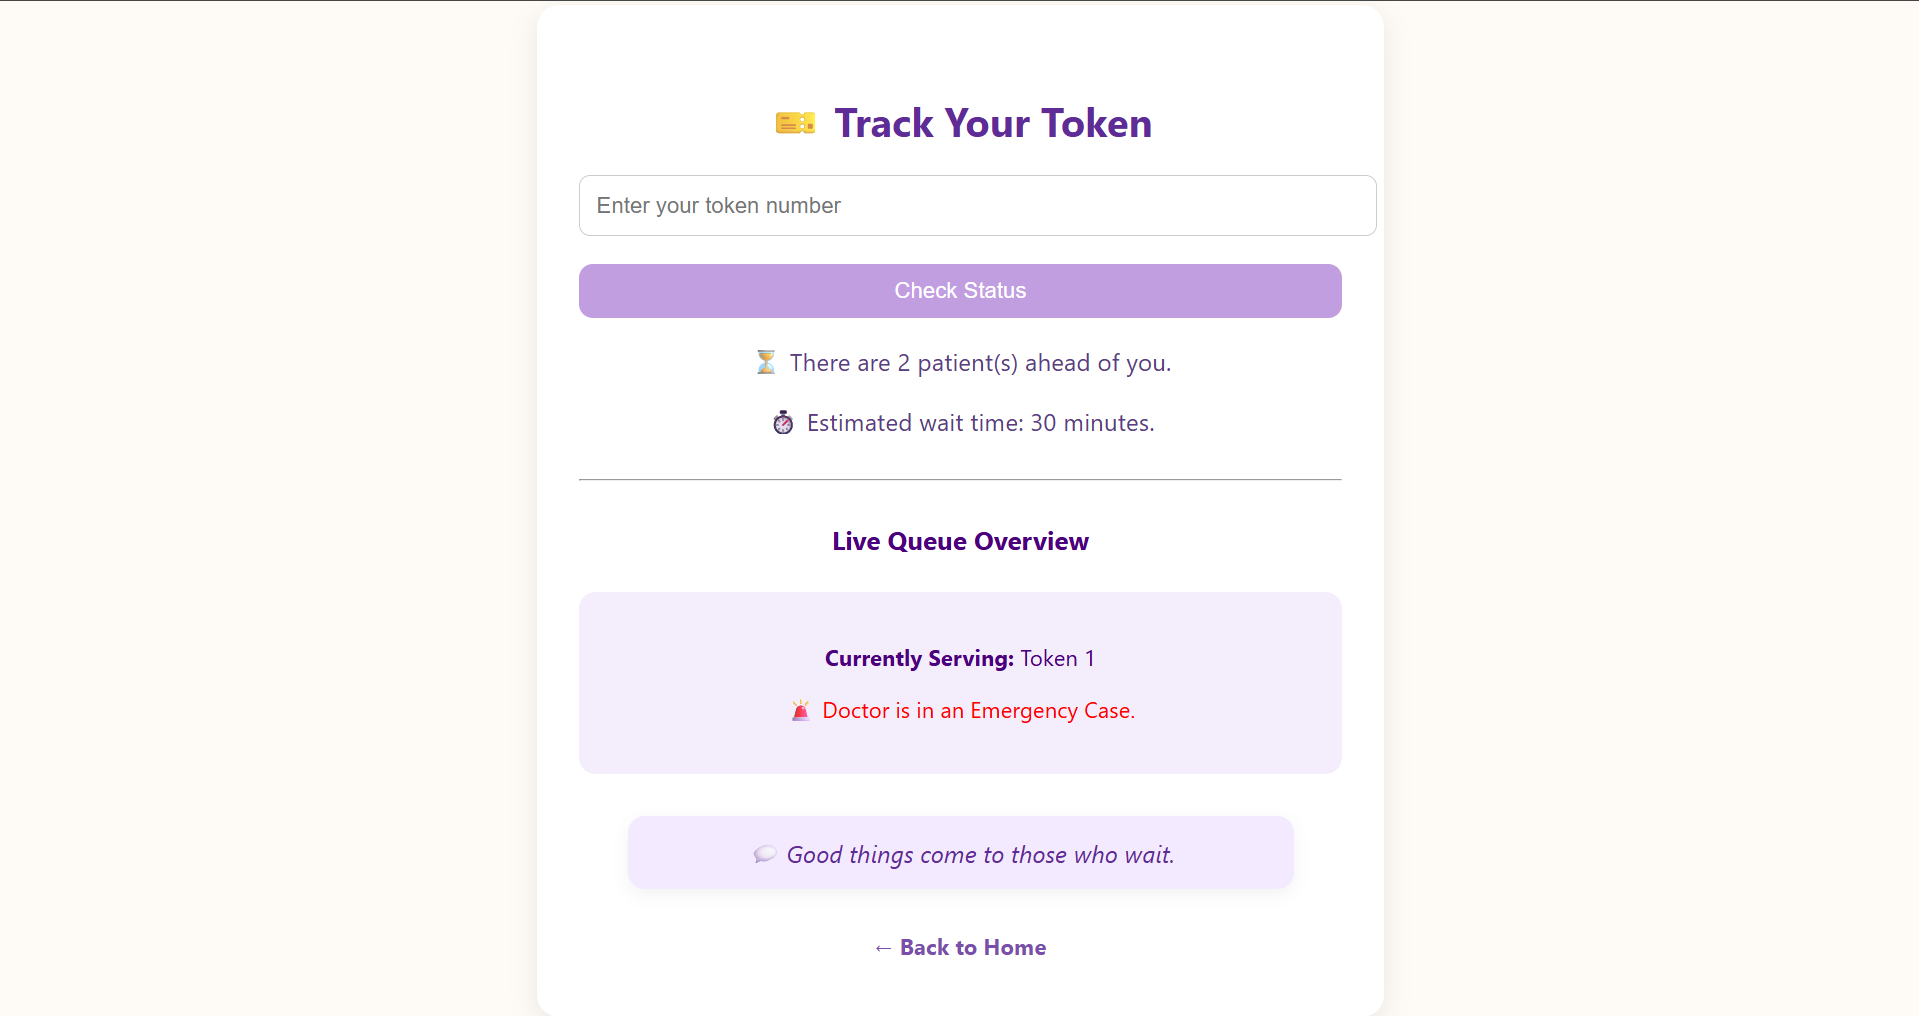 🎫 Track Your Token
Enter your token number
Check Status
⏳ There are 2 patient(s) ahead of you.
⏱️ Estimated wait time: 30 minutes.
Live Queue Overview
Currently Serving: Token 1
🚨 Doctor is in an Emergency Case.
💬 Good things come to those who wait.
← Back to Home